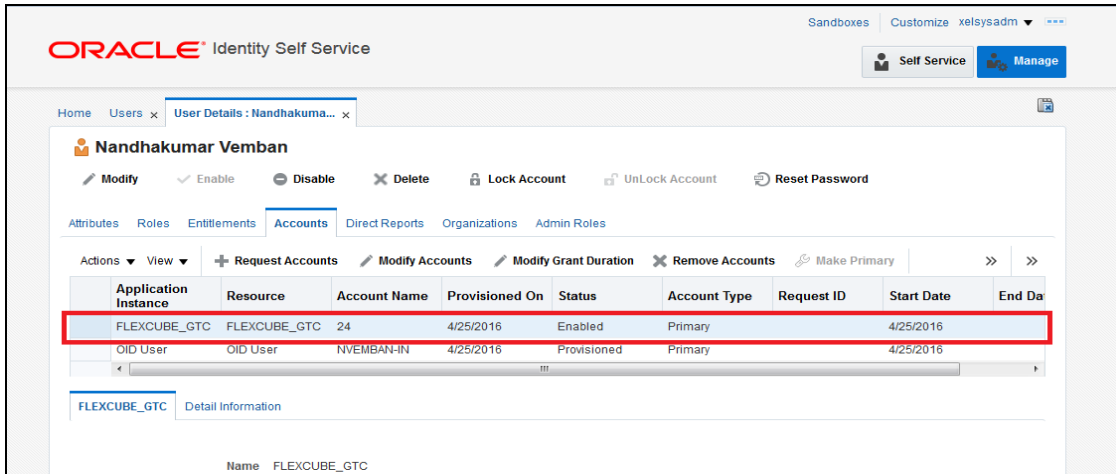 Sandboxes Customize xelsysadm
ORACLE Identity Self Service
Self Service Manage
Home Users User Details : Nandhakuma...
Nandhakumar Vemban
Modify Enable Disable Delete Lock Account UnLock Account Reset Password
Attributes Roles Entitlements Accounts Direct Reports Organizations Admin Roles
Actions View Request Accounts Modify Accounts Modify Grant Duration Remove Accounts Make Primary
Application Instance Resource Account Name Provisioned On Status Account Type Request ID Start Date End Da
FLEXCUBE_GTC FLEXCUBE_GTC 24 4/25/2016 Enabled Primary 4/25/2016
OID User OID User NVEMBAN-IN 4/25/2016 Provisioned Primary 4/25/2016
FLEXCUBE_GTC Detail Information
Name FLEXCUBE_GTC